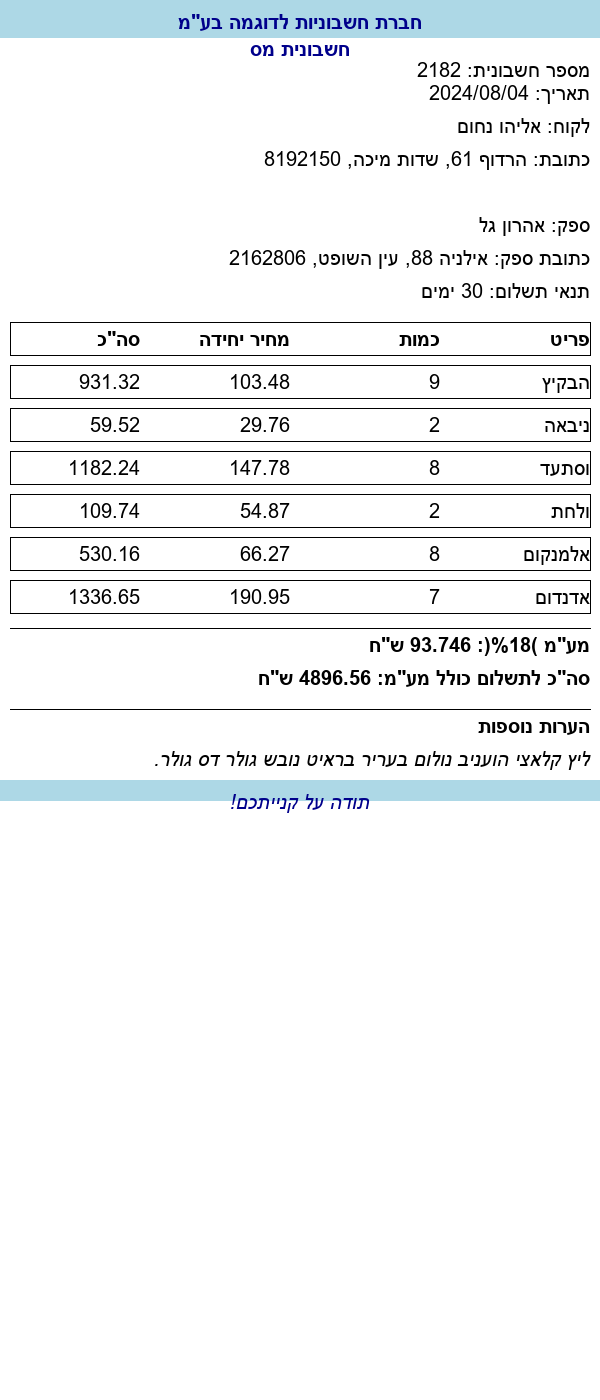 חברת חשבוניות לדוגמה בע"מ
חשבונית מס
מספר חשבונית: 2182
תאריך: 2024/08/04
לקוח: אליהו נחום
כתובת: הרדוף 61, שדות מיכה, 8192150
ספק: אהרון גל
כתובת ספק: אילניה 88, עין השופט, 2162806
תנאי תשלום: 30 ימים
פריט כמות מחיר יחידה סה"כ
הבקיץ 9 103.48 931.32
ניבאה 2 29.76 59.52
וסתעד 8 147.78 1182.24
ולחת 2 54.87 109.74
אלמנקום 8 66.27 530.16
אדנדום 7 190.95 1336.65
מע"מ (18%): 93.746 ש"ח
סה"כ לתשלום כולל מע"מ: 4896.56 ש"ח
הערות נוספות
ליץ קלאצי הועניב נולום בעריר בראיט נובש גולר דס גולר.
תודה על קנייתכם!